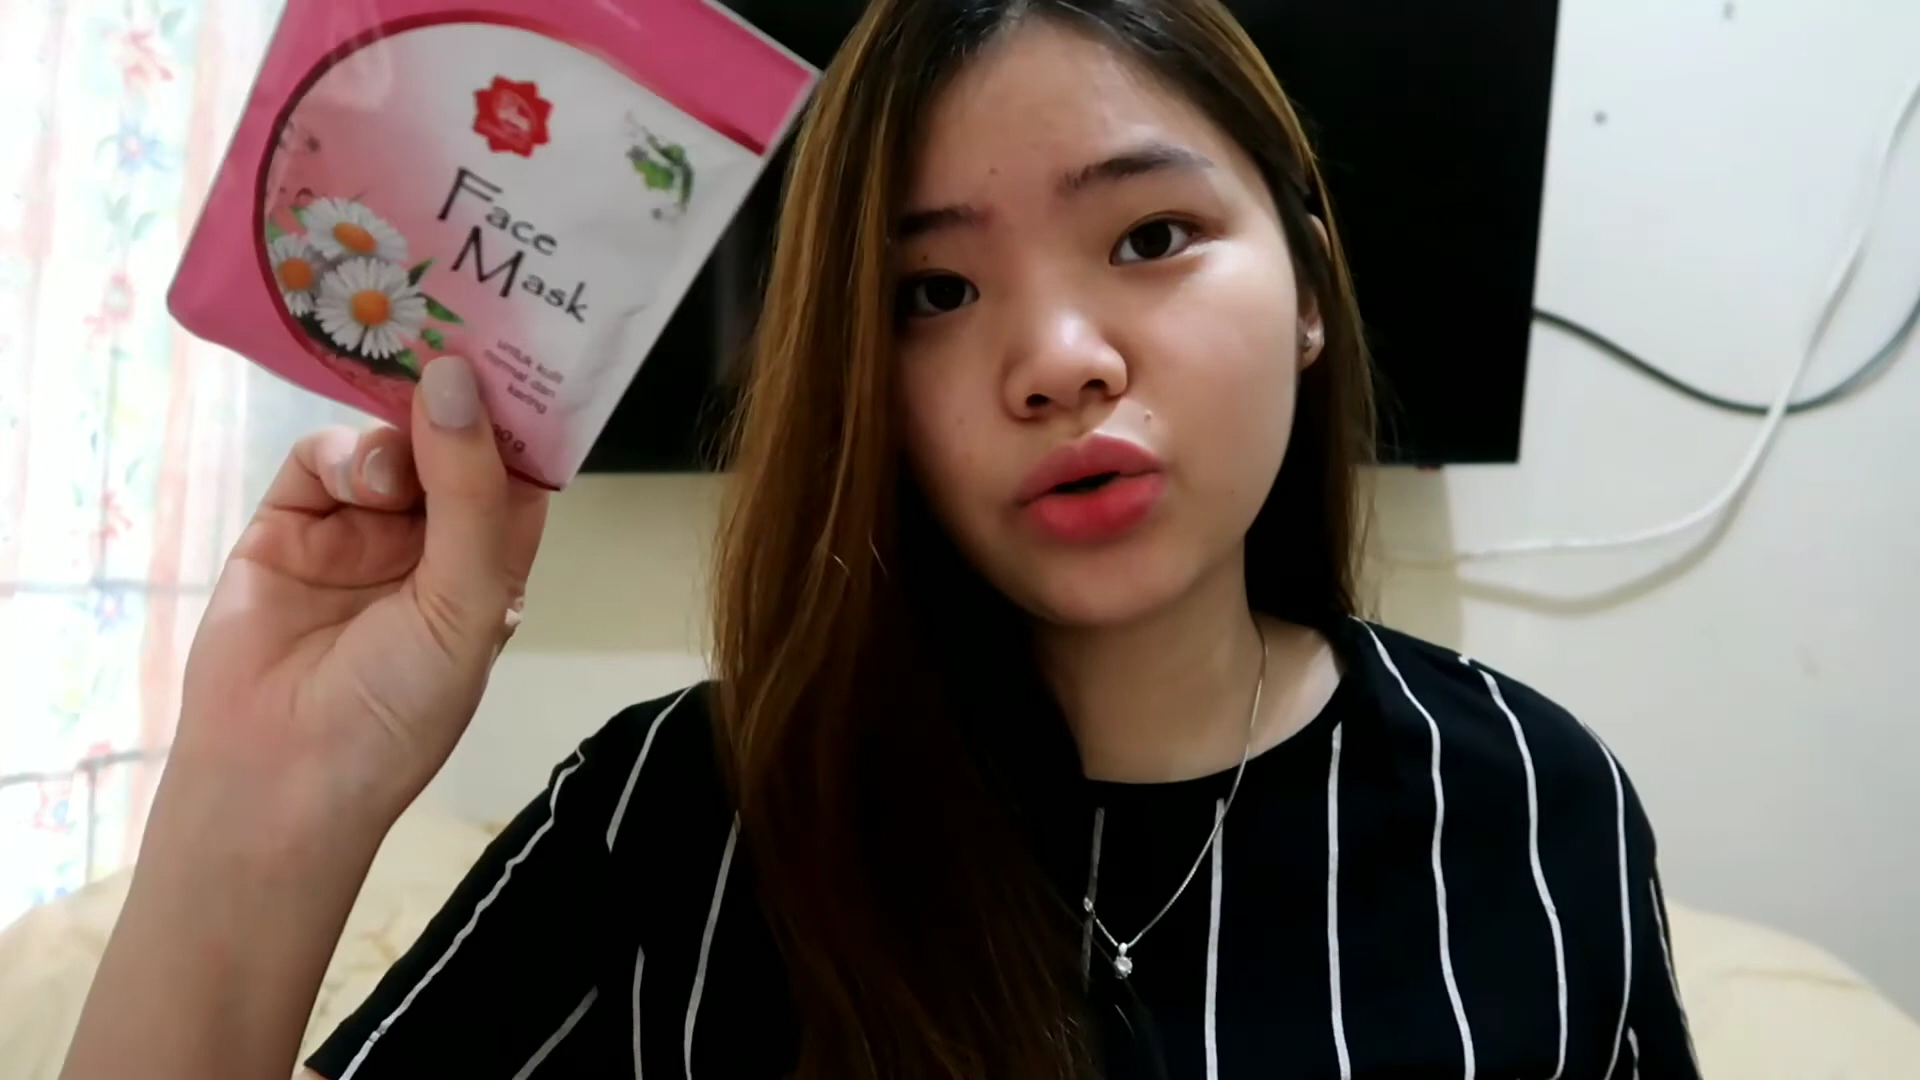 Face
Mask
untuk kulit
normal dan
kering